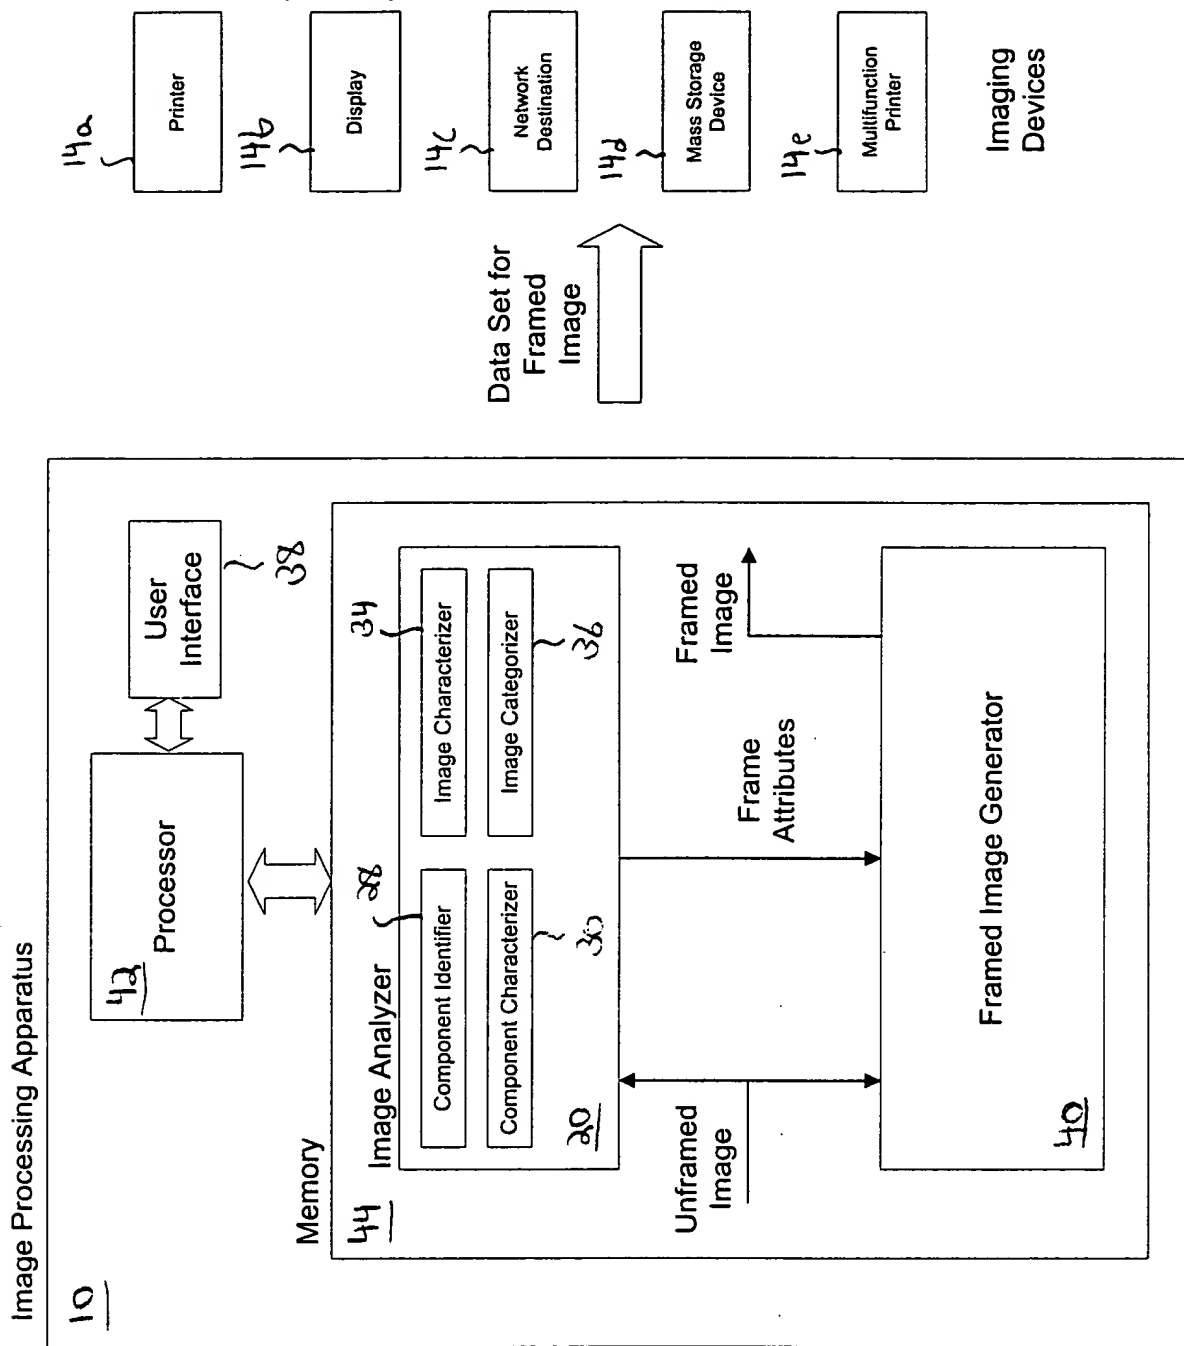 Image Processing Apparatus
10
42
Processor
User
Interface
38
Memory
44
Image Analyzer
28
34
Component Identifier
Image Characterizer
Component Characterizer
Image Categorizer
30
36
20
Unframed
Image
Frame
Attributes
Framed
Image
Framed Image Generator
40
Data Set for
Framed
Image
14a
Printer
14b
Display
14c
Network
Destination
14d
Mass Storage
Device
14e
Multifunction
Printer
Imaging
Devices